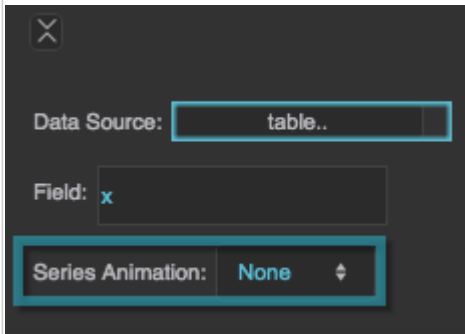 Data Source: table..
Field: x
Series Animation: None